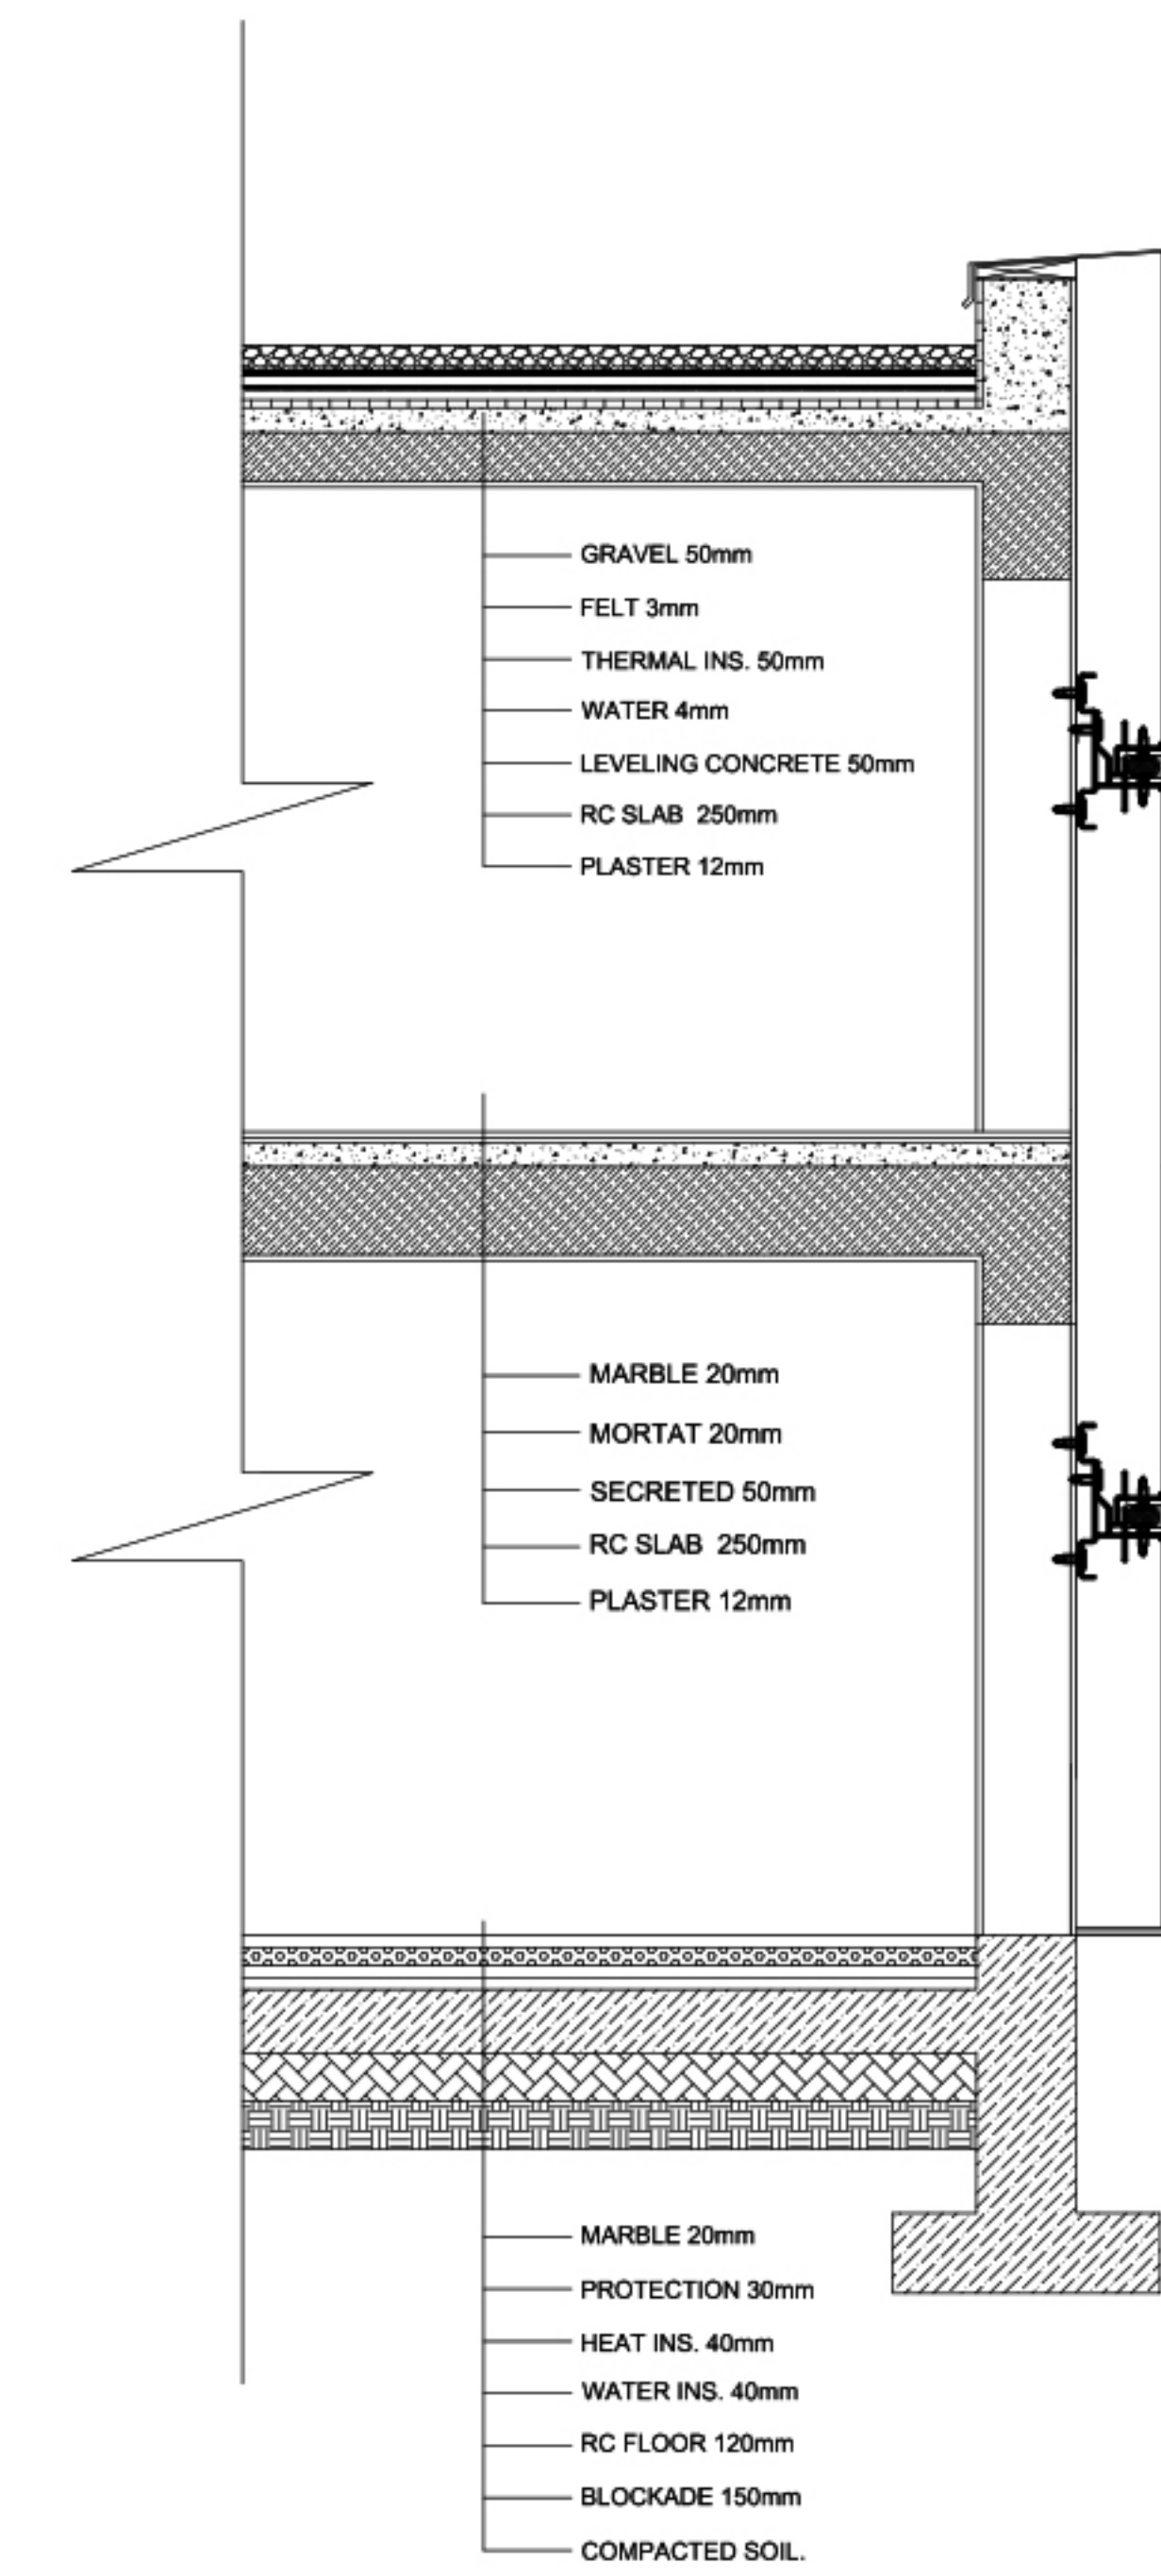 GRAVEL 50mm
FELT 3mm
THERMAL INS. 50mm
WATER 4mm
LEVELING CONCRETE 50mm
RC SLAB 250mm
PLASTER 12mm
MARBLE 20mm
MORTAT 20mm
SECRETED 50mm
RC SLAB 250mm
PLASTER 12mm
MARBLE 20mm
PROTECTION 30mm
HEAT INS. 40mm
WATER INS. 40mm
RC FLOOR 120mm
BLOCKADE 150mm
COMPACTED SOIL.